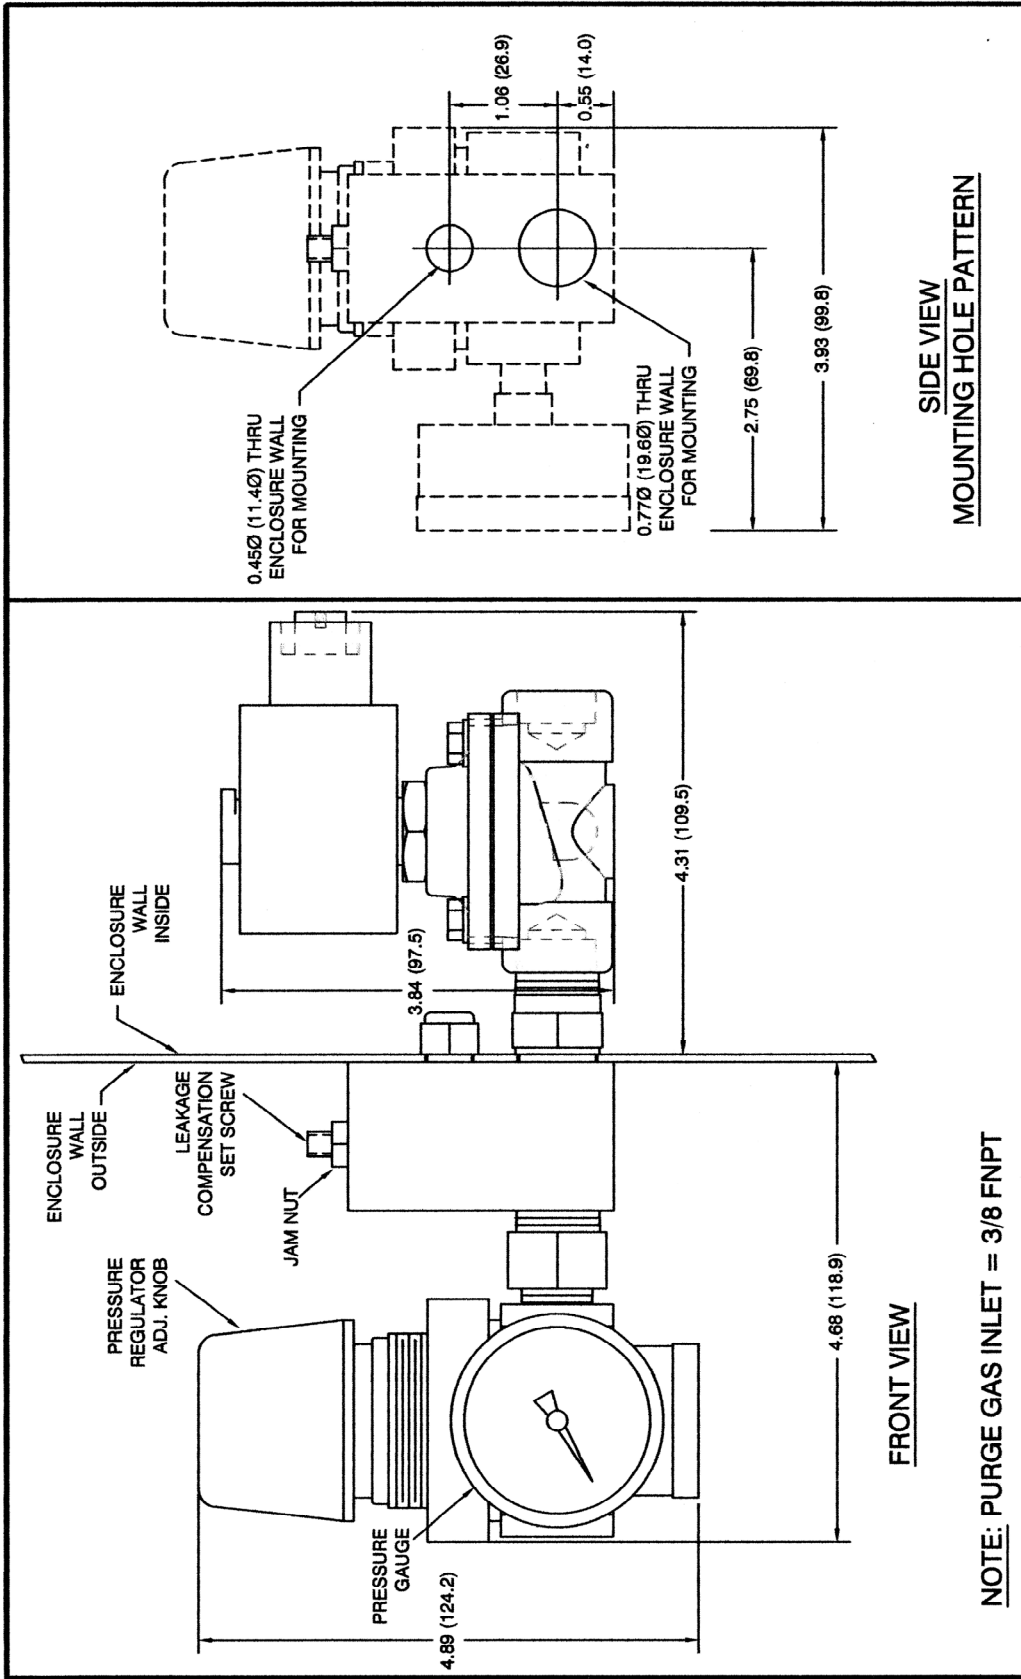 ENCLOSURE
WALL
OUTSIDE
ENCLOSURE
WALL
INSIDE
PRESSURE
REGULATOR
ADJ. KNOB
LEAKAGE
COMPENSATION
SET SCREW
JAM NUT
PRESSURE
GAUGE
4.89 (124.2)
3.84 (97.5)
4.31 (109.5)
4.68 (118.9)
FRONT VIEW
NOTE: PURGE GAS INLET = 3/8 FNPT
0.45Ø (11.4Ø) THRU
ENCLOSURE WALL
FOR MOUNTING
0.77Ø (19.6Ø) THRU
ENCLOSURE WALL
FOR MOUNTING
1.06 (26.9)
0.55 (14.0)
2.75 (69.8)
3.93 (99.8)
SIDE VIEW
MOUNTING HOLE PATTERN